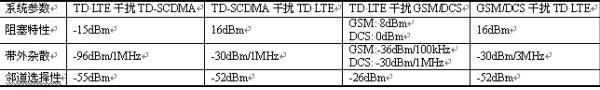 系统参数 TD LTE 干扰 TD-SCDMA TD-SCDMA 干扰 TD LTE TD LTE 干扰 GSM/DCS GSM/DCS 干扰 TD LTE
阻塞特性 -15dBm 16dBm GSM: 8dBm 16dBm
DCS: 0dBm
带外杂散 -96dBm/1MHz -30dBm/1MHz GSM:-36dBm/100kHz -30dBm/3MHz
DCS:-30dBm/1MHz
邻道选择性 -55dBm -52dBm -26dBm -52dBm